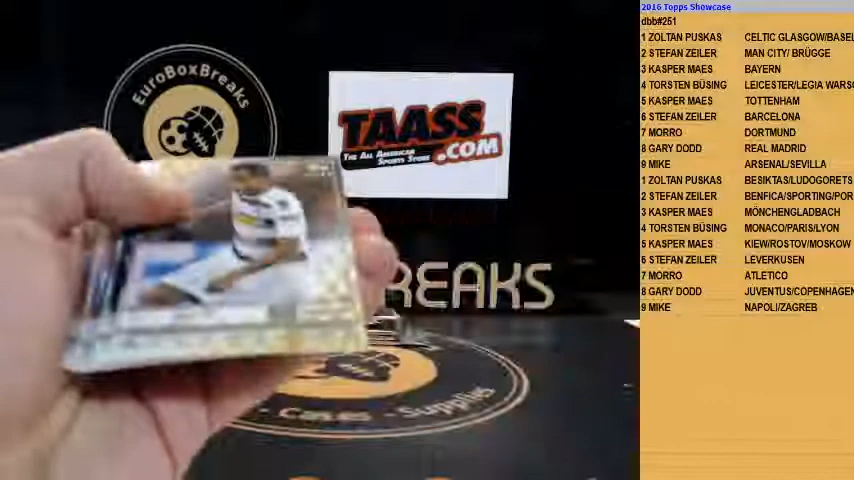 2016 Topps Showcase
dbb#251
1 ZOLTAN PUSKAS CELTIC GLASGOW/BASEL
2 STEFAN ZEILER MAN CITY/ BRÜGGE
3 KASPER MAES BAYERN
4 TORSTEN BÜSING LEICESTER/LEGIA WARSC
5 KASPER MAES TOTTENHAM
6 STEFAN ZEILER BARCELONA
7 MORRO DORTMUND
8 GARY DODD REAL MADRID
9 MIKE ARSENAL/SEVILLA
1 ZOLTAN PUSKAS BESIKTAS/LUDOGORETS
2 STEFAN ZEILER BENFICA/SPORTING/POR
3 KASPER MAES MÖNCHENGLADBACH
4 TORSTEN BÜSING MONACO/PARIS/LYON
5 KASPER MAES KIEW/ROSTOV/MOSKOW
6 STEFAN ZEILER LEVERKUSEN
7 MORRO ATLETICO
8 GARY DODD JUVENTUS/COPENHAGEN
9 MIKE NAPOLI/ZAGREB
EuroBoxBreaks
TAASS
THE ALL AMERICAN
SPORTS STORE
.COM
REAKS
- Cases - Supplies